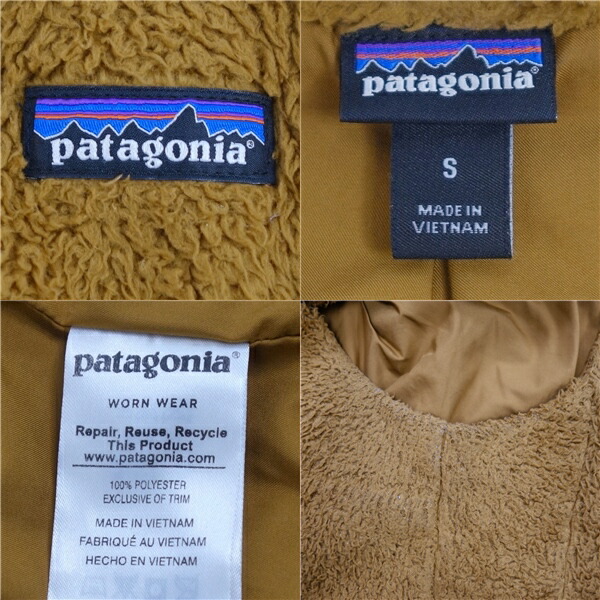 patagonia®
patagonia®
S
MADE IN
VIETNAM
patagonia®
WORN WEAR
Repair, Reuse, Recycle
This Product
www.patagonia.com
100% POLYESTER
EXCLUSIVE OF TRIM
MADE IN VIETNAM
FABRIQUÉ AU VIETNAM
HECHO EN VIETNAM